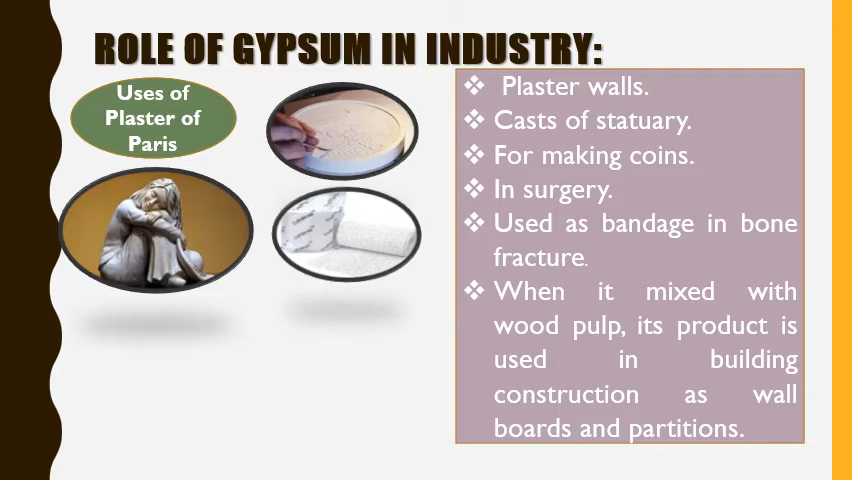 ROLE OF GYPSUM IN INDUSTRY:
Uses of
Plaster of
Paris
❖ Plaster walls.
❖ Casts of statuary.
❖ For making coins.
❖ In surgery.
❖ Used as bandage in bone
fracture.
❖ When it mixed with
wood pulp, its product is
used in building
construction as wall
boards and partitions.